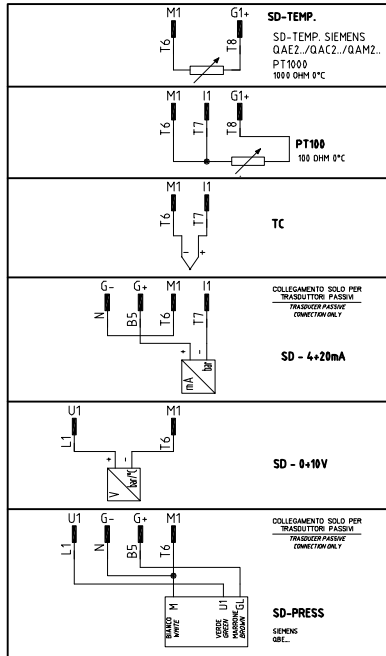 M1 G1+ SD-TEMP.
T6 T8
SD-TEMP. SIEMENS
QAE2../QAC2../QAM2..
PT1000
1000 OHM 0°C
M1 I1 G1+
T6 T7 T8
PT100
100 OHM 0°C
M1 I1
T6 T7
- +
TC
G- G+ M1 I1
N B5 T6 T7
COLLEGAMENTO SOLO PER
TRASDUTTORI PASSIVI
TRASDUCER PASSIVE
CONNECTION ONLY
+ -
mA bar
SD - 4÷20mA
U1 M1
L1 T6
+ -
V bar/°C
SD - 0÷10V
U1 G- G+ M1
L1 N B5 T6
COLLEGAMENTO SOLO PER
TRASDUTTORI PASSIVI
TRASDUCER PASSIVE
CONNECTION ONLY
M U1 GL
BIANCO
WHITE
VERDE
GREEN
MARRONE
BROWN
SD-PRESS
SIEMENS
QBE...